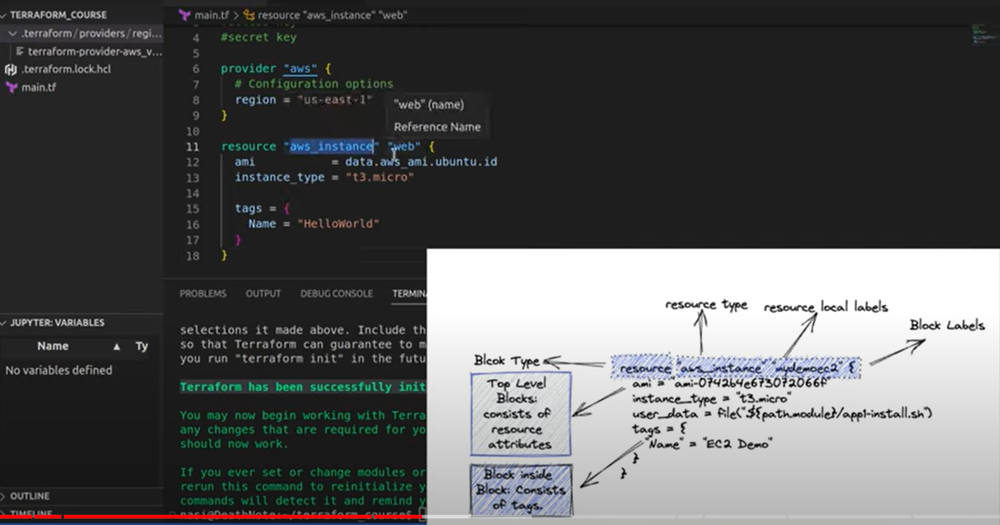 TERRAFORM_COURSE
.terraform/providers/regi...
terraform-provider-aws_v...
.terraform.lock.hcl
main.tf
main.tf > resource "aws_instance" "web"
4 #secret key
5
6 provider "aws" {
7 # Configuration options
8 region = "us-east-1"
9 }
10
11 resource "aws_instance" "web" {
12 ami = data.aws_ami.ubuntu.id
13 instance_type = "t3.micro"
14
15 tags = {
16 Name = "HelloWorld"
17 }
18 }
"web" (name)
Reference Name
JUPYTER: VARIABLES
Name ▲ Ty
No variables defined
OUTLINE
TIMELINE
PROBLEMS OUTPUT DEBUG CONSOLE TERMIN
selections it made above. Include th
so that Terraform can guarantee to m
you run "terraform init" in the futu
Terraform has been successfully init
You may now begin working with Terra
any changes that are required for yo
should now work.
If you ever set or change modules or
rerun this command to reinitialize y
commands will detect it and remind y
nasi@DeathNote:~/terraform_course$
resource type
resource local labels
Block Labels
Blcok Type
resource "aws_instance" "mydemoec2" {
ami = "ami-0742b4e673072066f"
instance_type = "t3.micro"
user_data = file("${path.module}/app1-install.sh")
tags = {
"Name" = "EC2 Demo"
}
}
Top Level
Blocks:
consists of
resource
attributes
Block inside
Block: Consists
of tags.